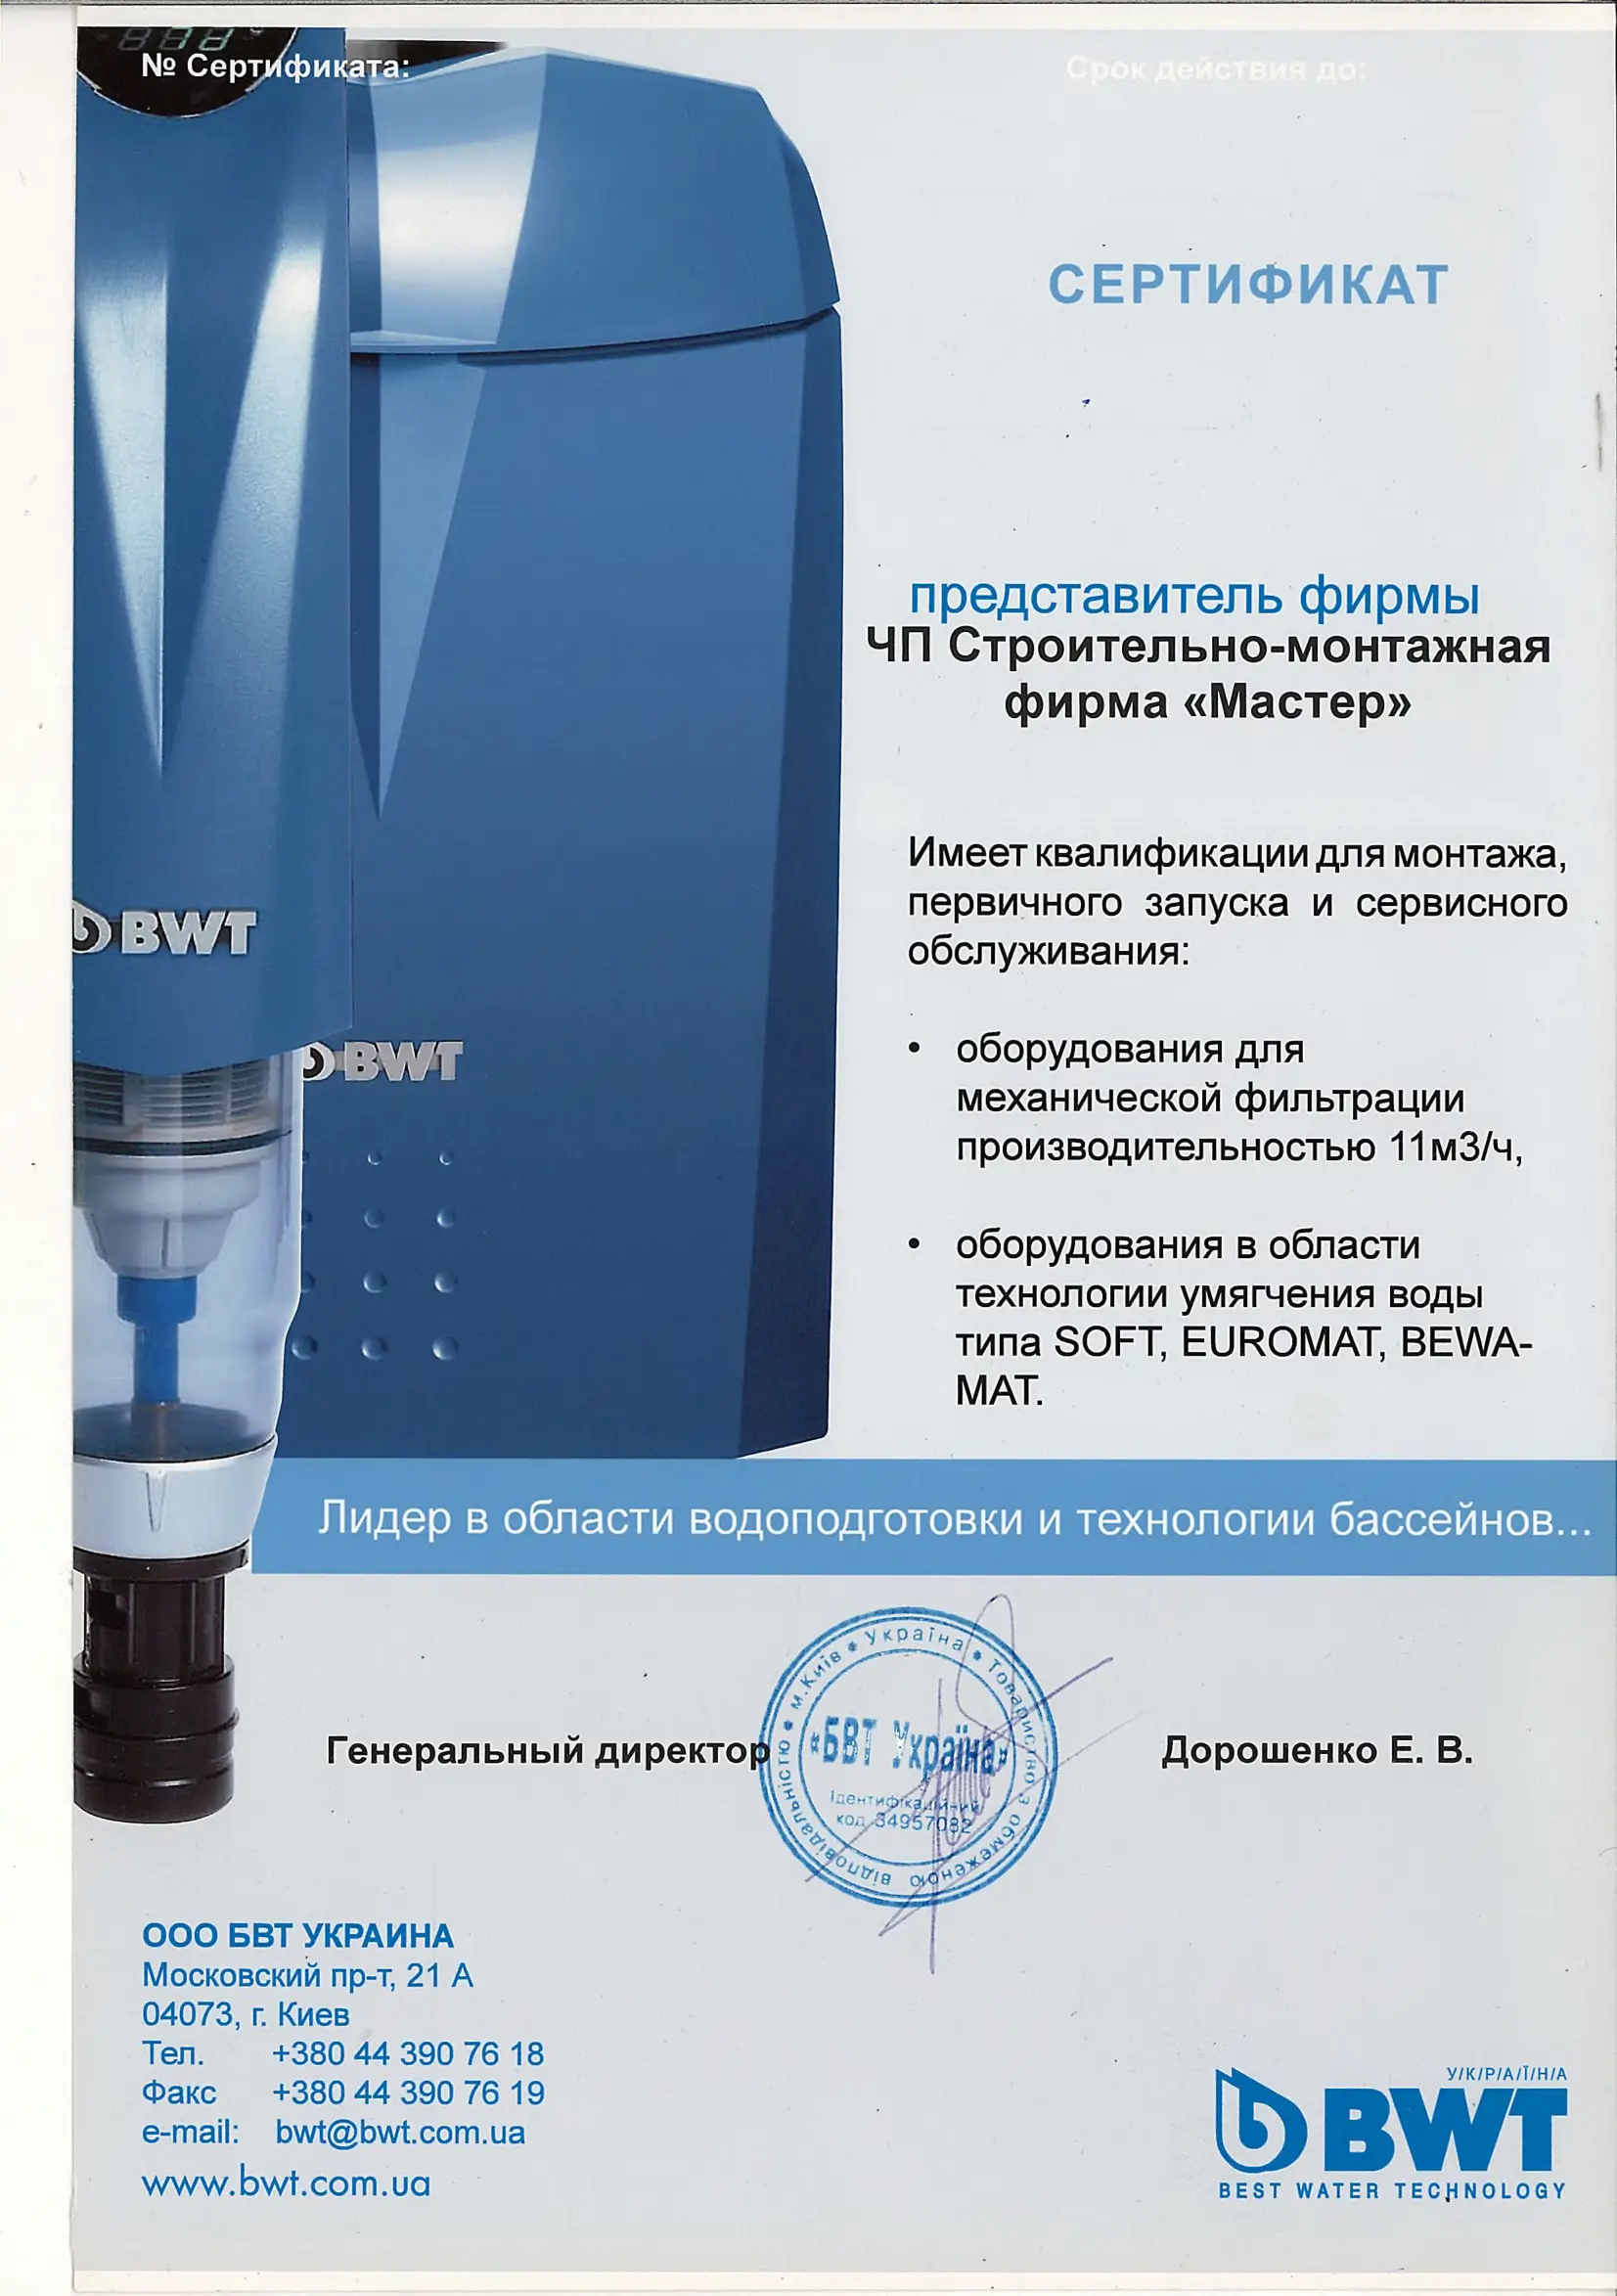 № Сертификата:
Срок действия до:
СЕРТИФИКАТ
представитель фирмы
ЧП Строительно-монтажная
фирма «Мастер»
Имеет квалификации для монтажа,
первичного запуска и сервисного
обслуживания:
• оборудования для
механической фильтрации
производительностью 11м3/ч,
• оборудования в области
технологии умягчения воды
типа SOFT, EUROMAT, BEWA-
MAT.
BWT
BWT
Лидер в области водоподготовки и технологии бассейнов...
Генеральный директор
м.Київ * Україна * Товариство з обмеженою відповідальністю
«БВТ Україна»
Ідентифікаційний
код 34957032
Дорошенко Е. В.
ООО БВТ УКРАИНА
Московский пр-т, 21 А
04073, г. Киев
Тел. +380 44 390 76 18
Факс +380 44 390 76 19
e-mail: bwt@bwt.com.ua
www.bwt.com.ua
У/К/Р/А/Ї/Н/А
BWT
BEST WATER TECHNOLOGY